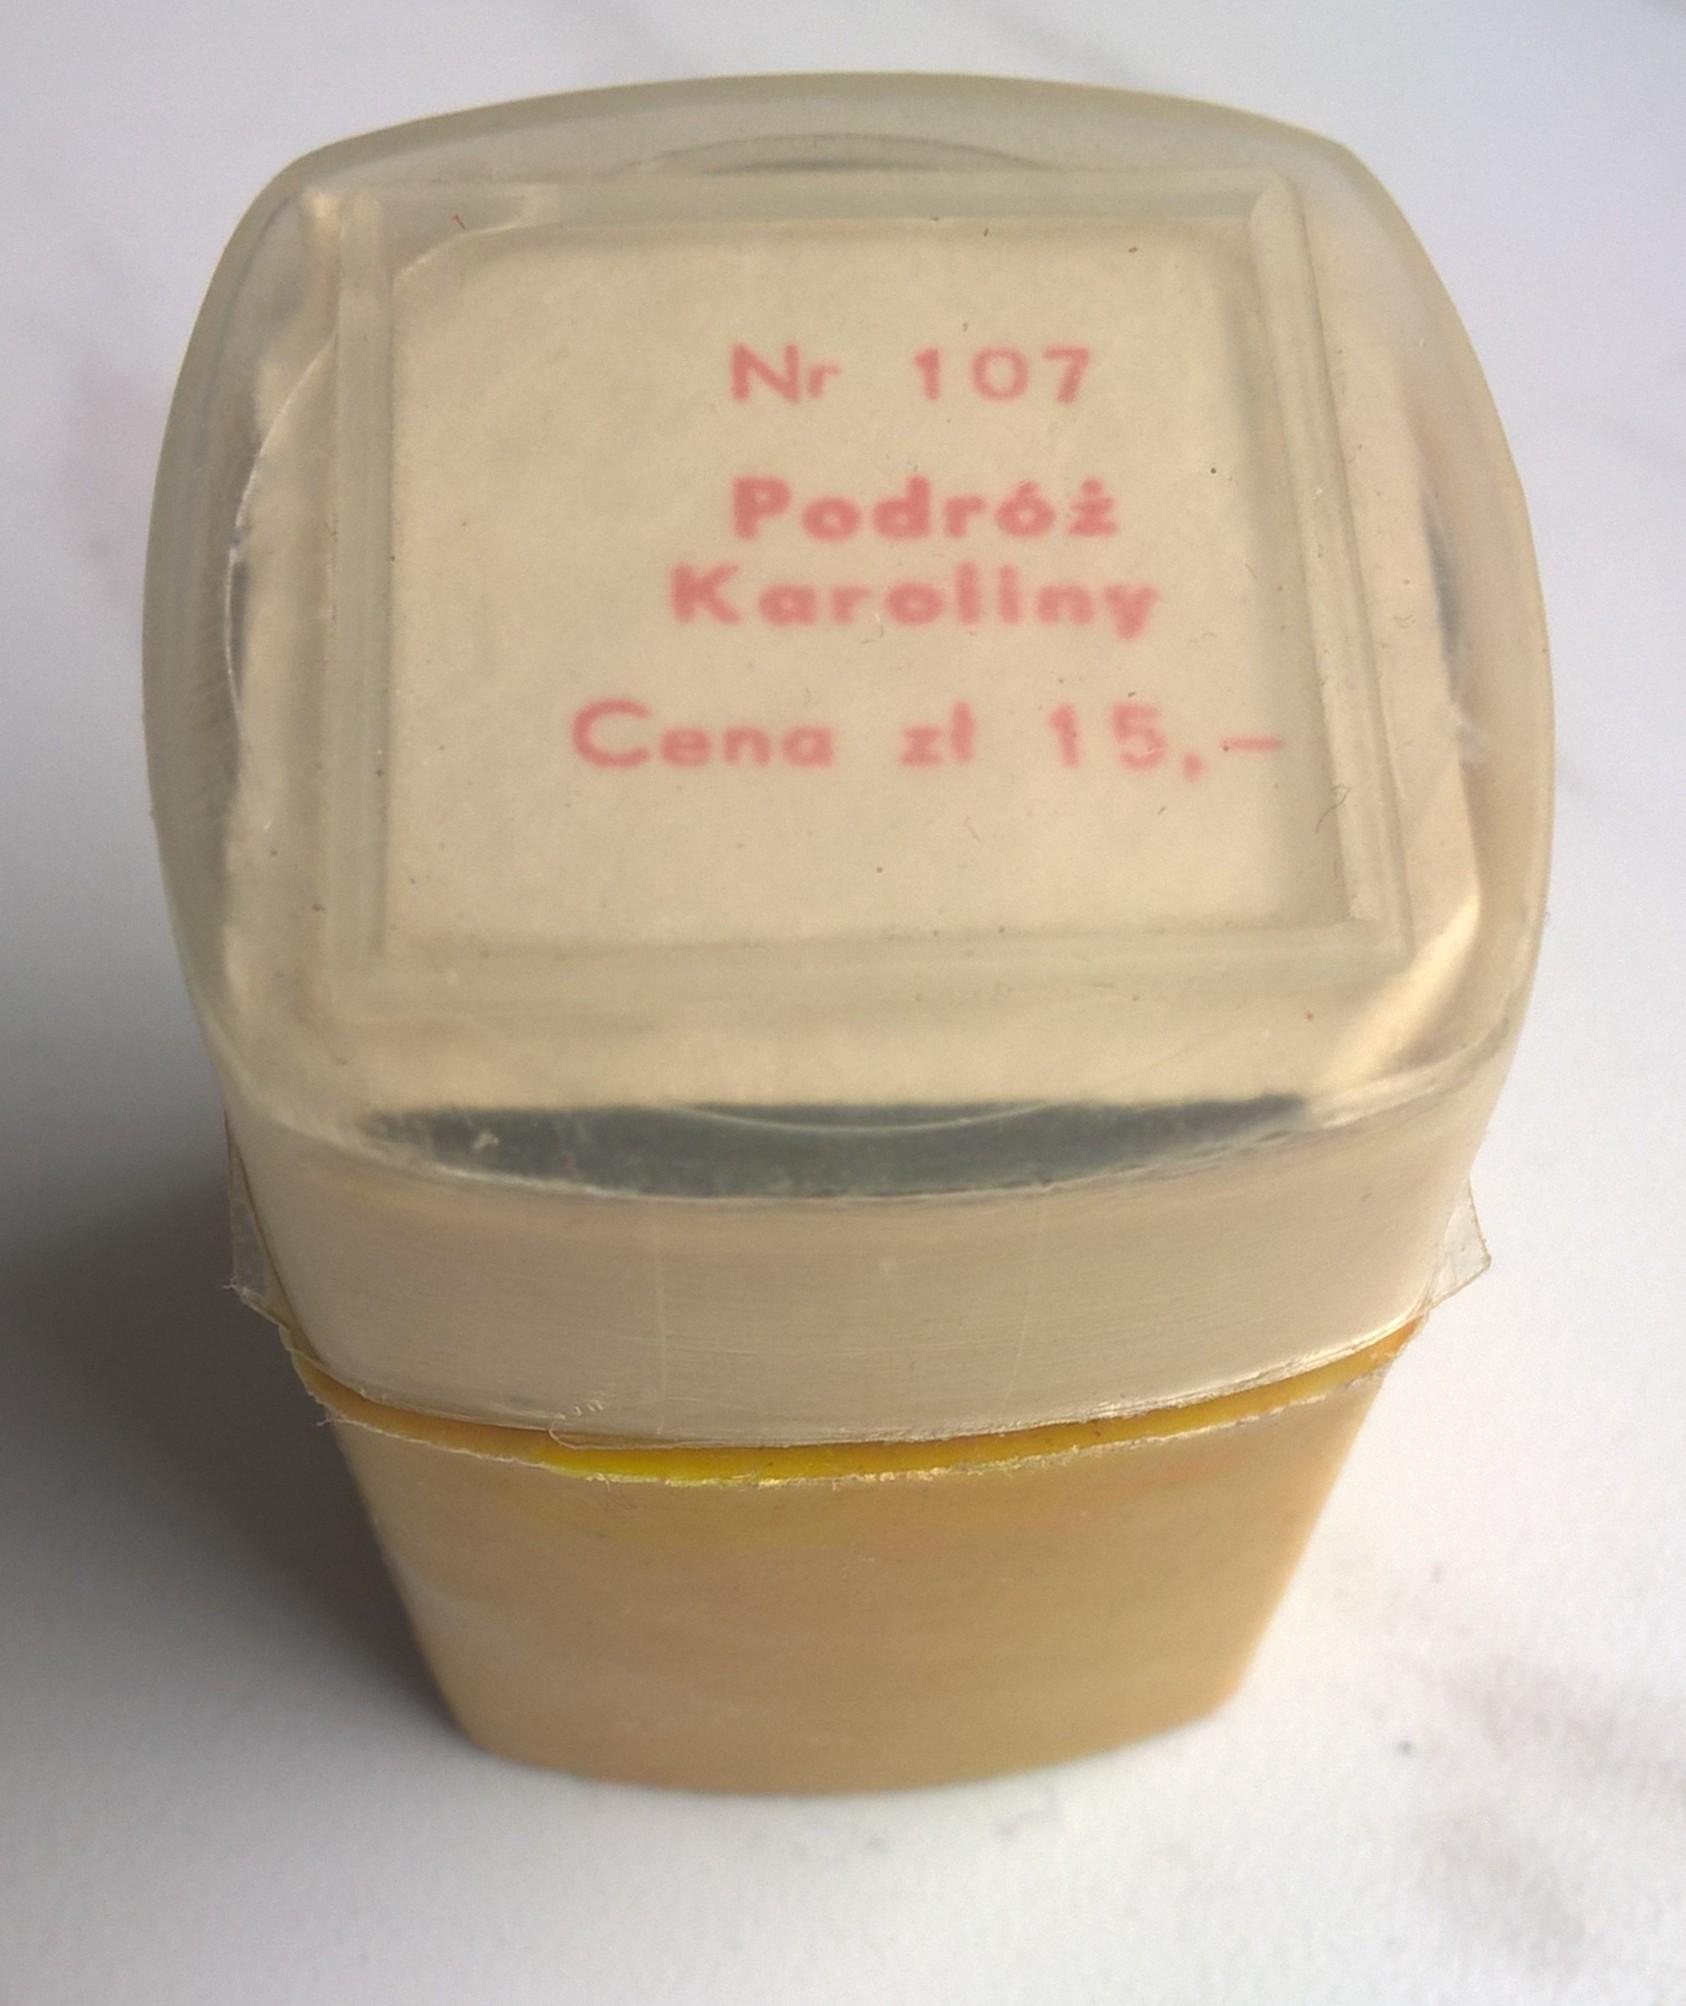 Nr 107
Podróż
Karoliny
Cena zł 15,-